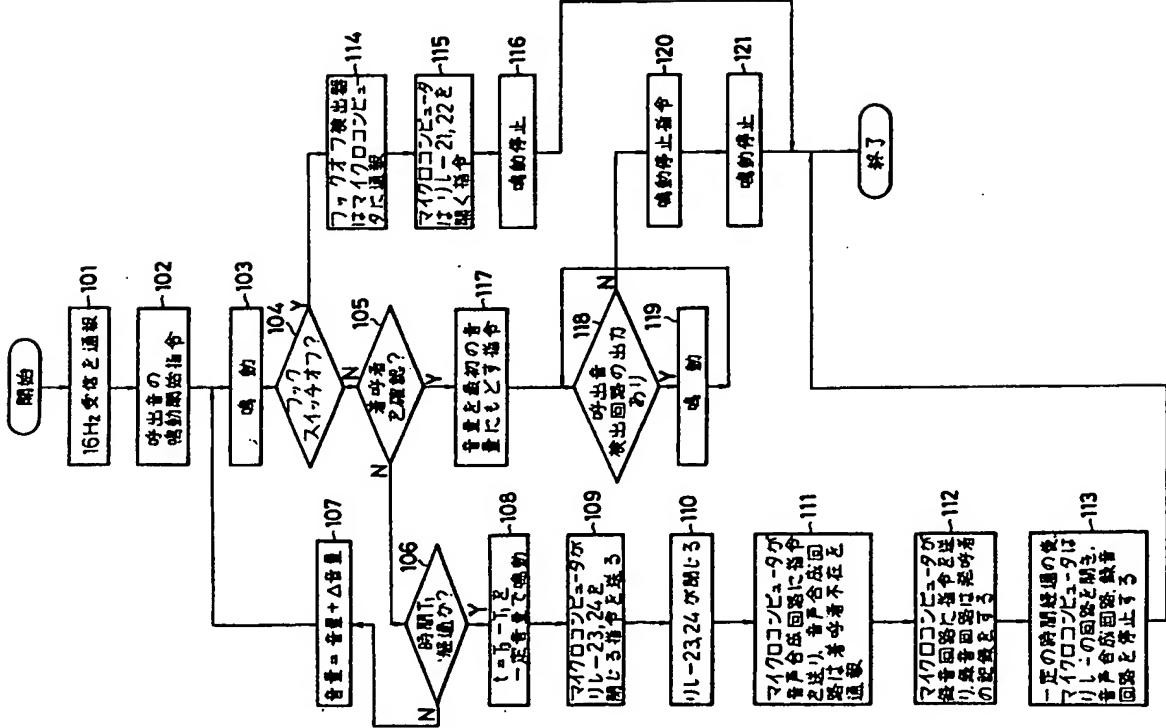 開始
16Hz受信を通報
101
呼出音の
鳴動開始指令
102
鳴動
103
フック
スイッチオフ?
104
Y
N
フックオフ検出器
はマイクロコンピュー
タに通報
114
マイクロコンピュータ
はリレー21,22を
開く指令
115
鳴動停止
116
着呼者
を確認?
105
N
Y
時間T₁
経過か?
106
N
Y
音量=音量+Δ音量
107
一定音量で鳴動
108
マイクロコンピュータが
リレー23,24を
閉じる指令を送る
109
リレー23,24が閉じる
110
マイクロコンピュータが
音声合成回路に指令
を送り、音声合成回
路は着呼者不在を
通報
111
マイクロコンピュータが
録音回路に指令を送
り、録音回路は発呼者
の記録をする
112
一定の時間経過の後、
マイクロコンピュータは
リレーの回路を開き、
音声合成回路、録音
回路を停止する
113
音量を最初の音
量にもどす指令
117
呼出音
検出回路の出力
あり
118
N
Y
鳴動
119
鳴動停止指令
120
鳴動停止
121
終了